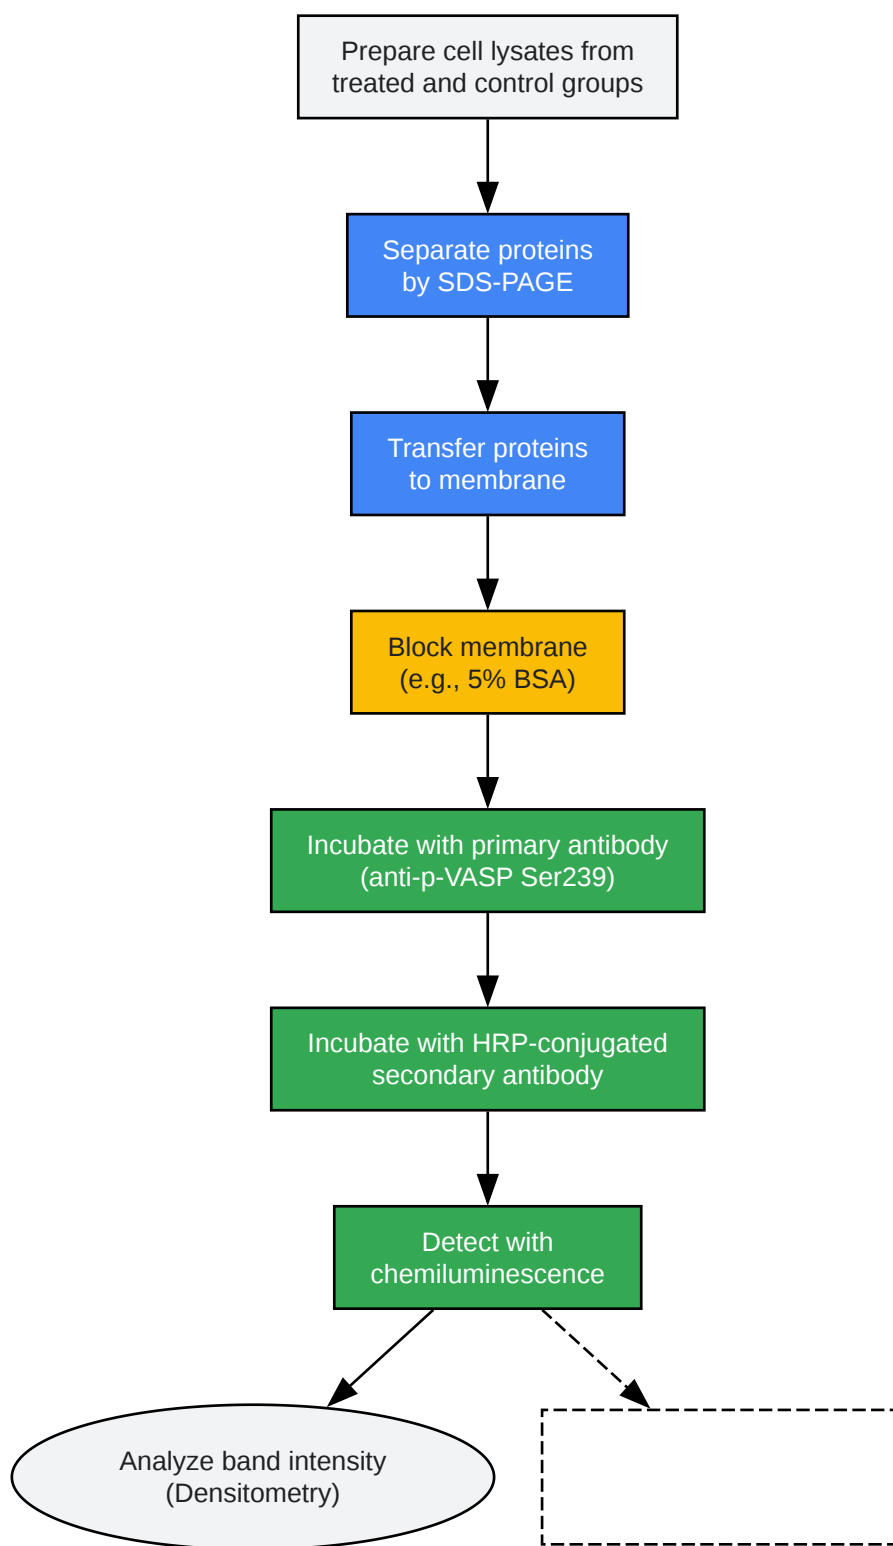 Prepare cell lysates from
treated and control groups
Separate proteins
by SDS-PAGE
Transfer proteins
to membrane
Block membrane
(e.g., 5% BSA)
Incubate with primary antibody
(anti-p-VASP Ser239)
Incubate with HRP-conjugated
secondary antibody
Detect with
chemiluminescence
Analyze band intensity
(Densitometry)